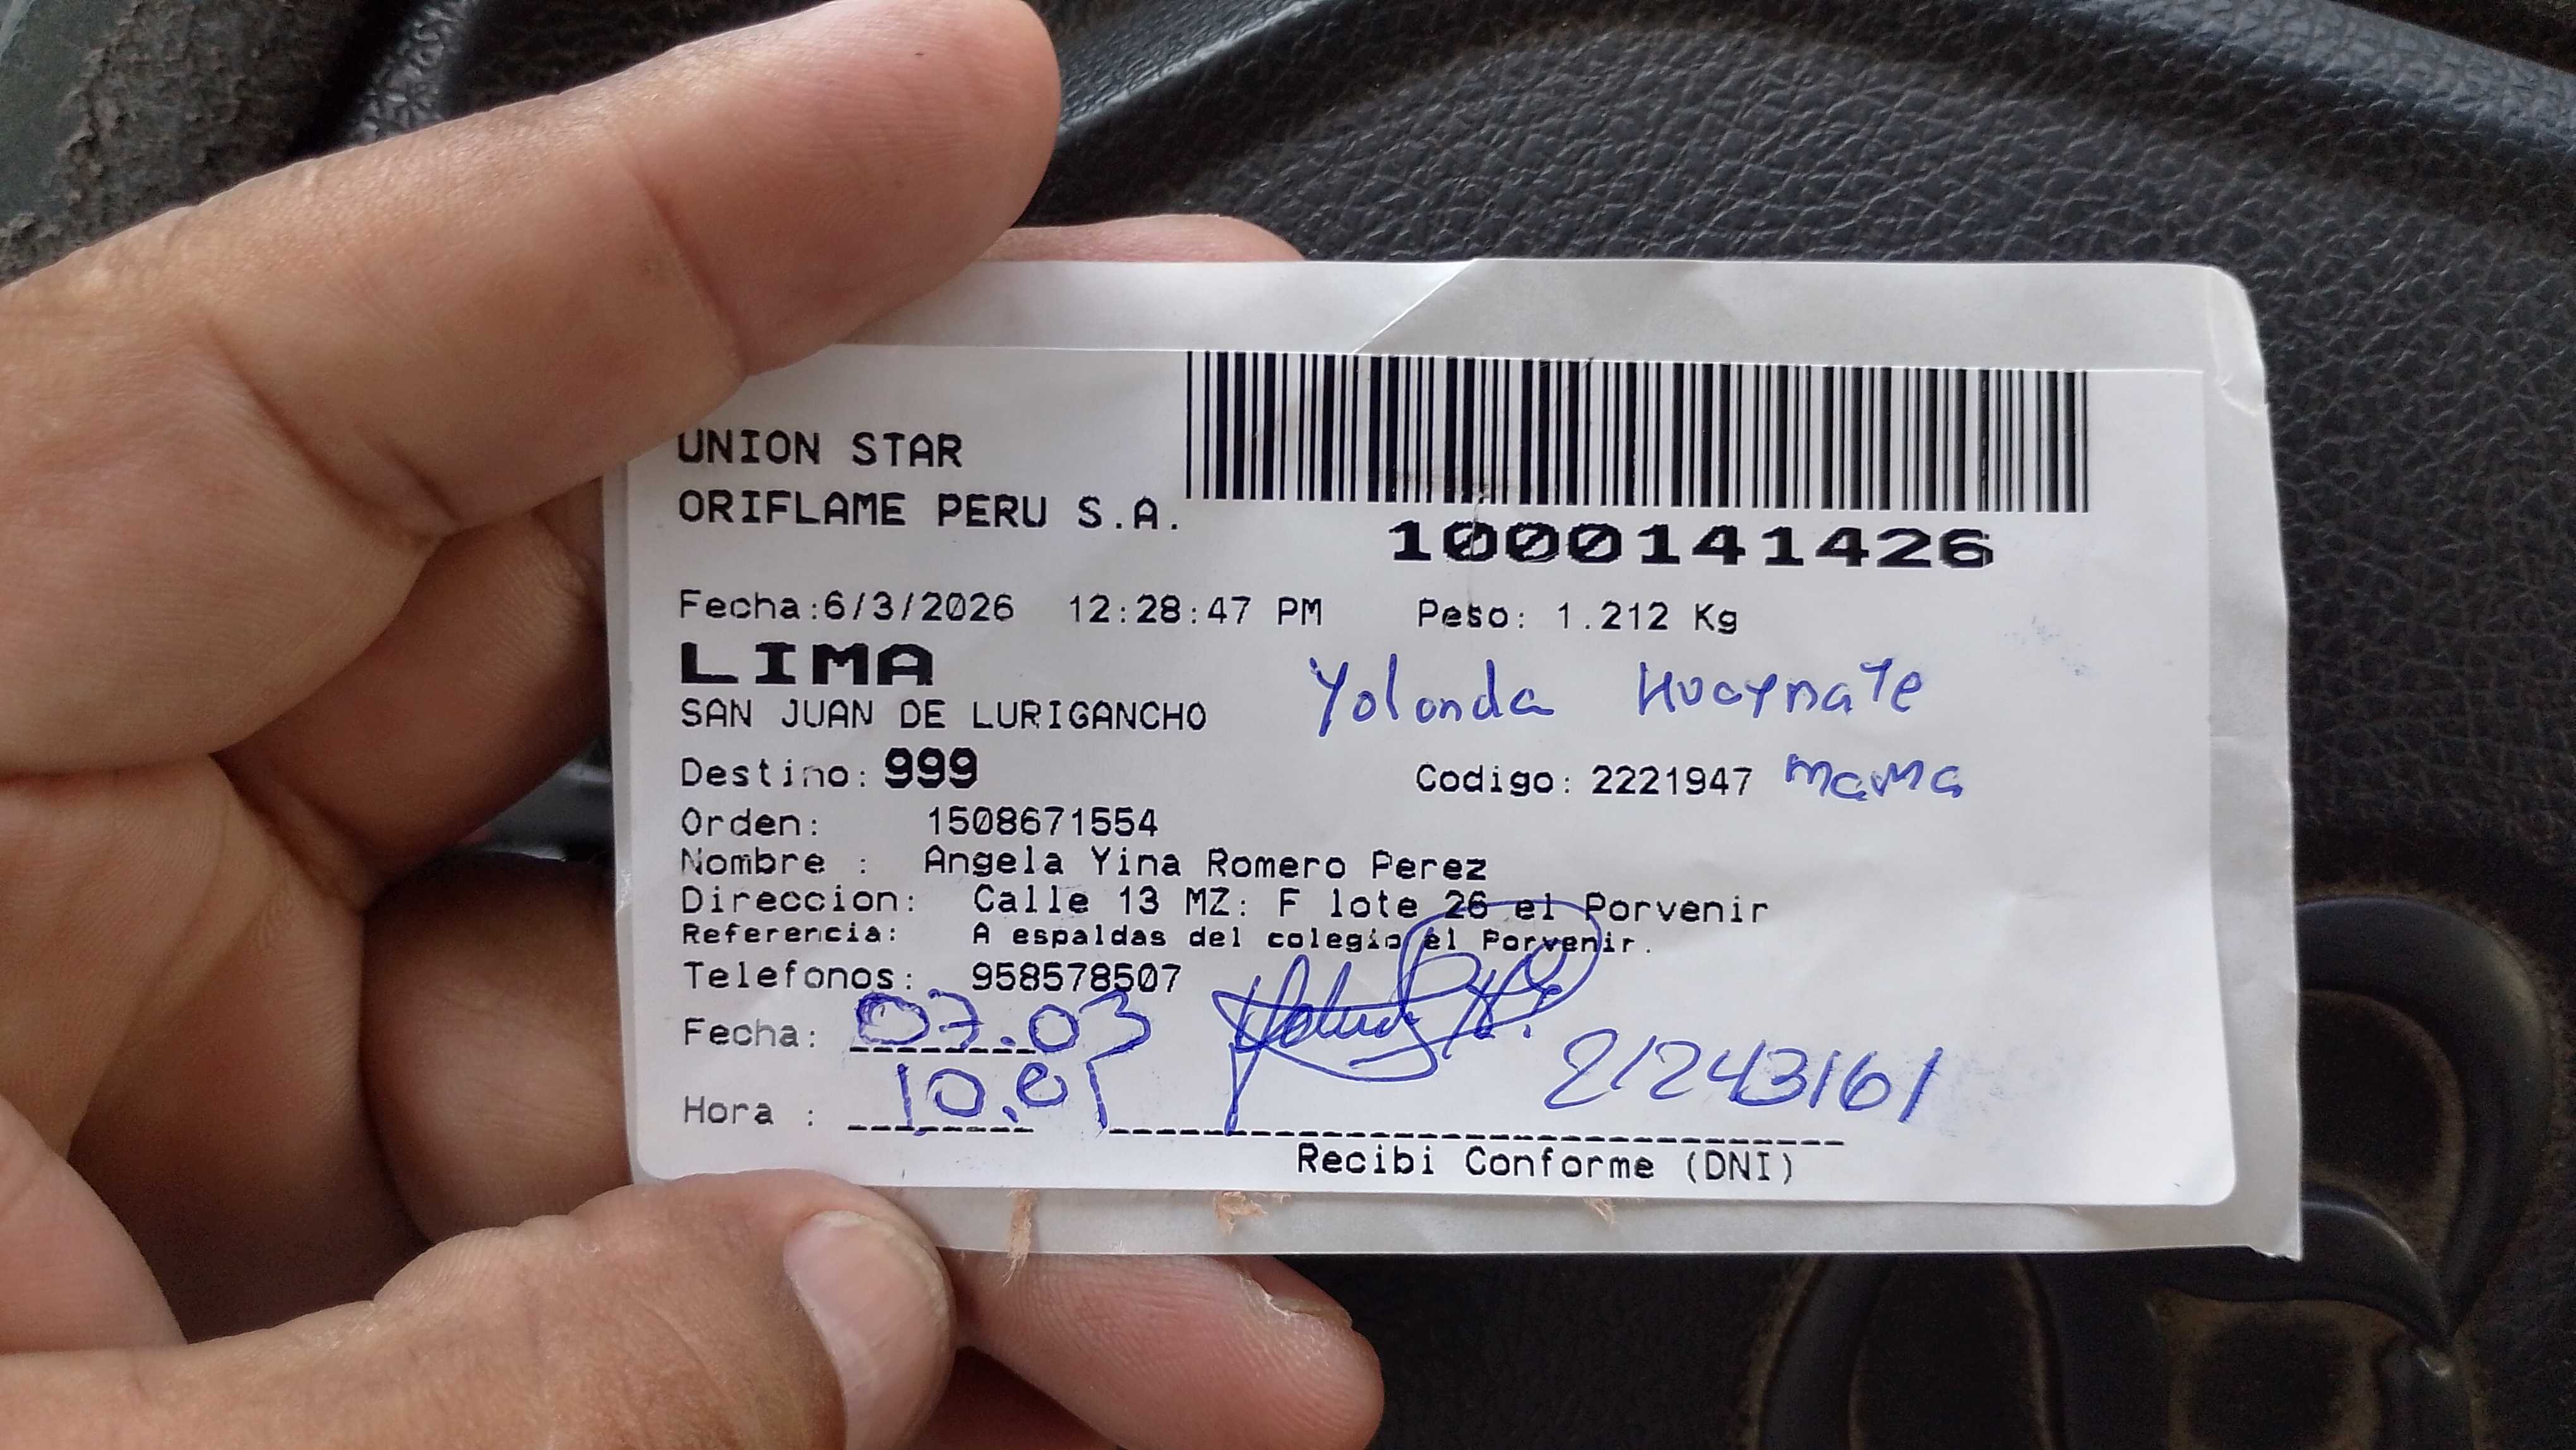 UNION STAR
ORIFLAME PERU S.A.
1000141426
Fecha:6/3/2026 12:28:47 PM Peso: 1.212 Kg
LIMA
Yolonda Huaynate
SAN JUAN DE LURIGANCHO
Destino: 999 Codigo: 2221947 mama
Orden: 1508671554
Nombre : Angela Yina Romero Perez
Direccion: Calle 13 MZ: F lote 26 el Porvenir
Referencia: A espaldas del colegio el Porvenir.
Telefonos: 958578507
Fecha: 07.03
21243161
Hora :
Recibi Conforme (DNI)